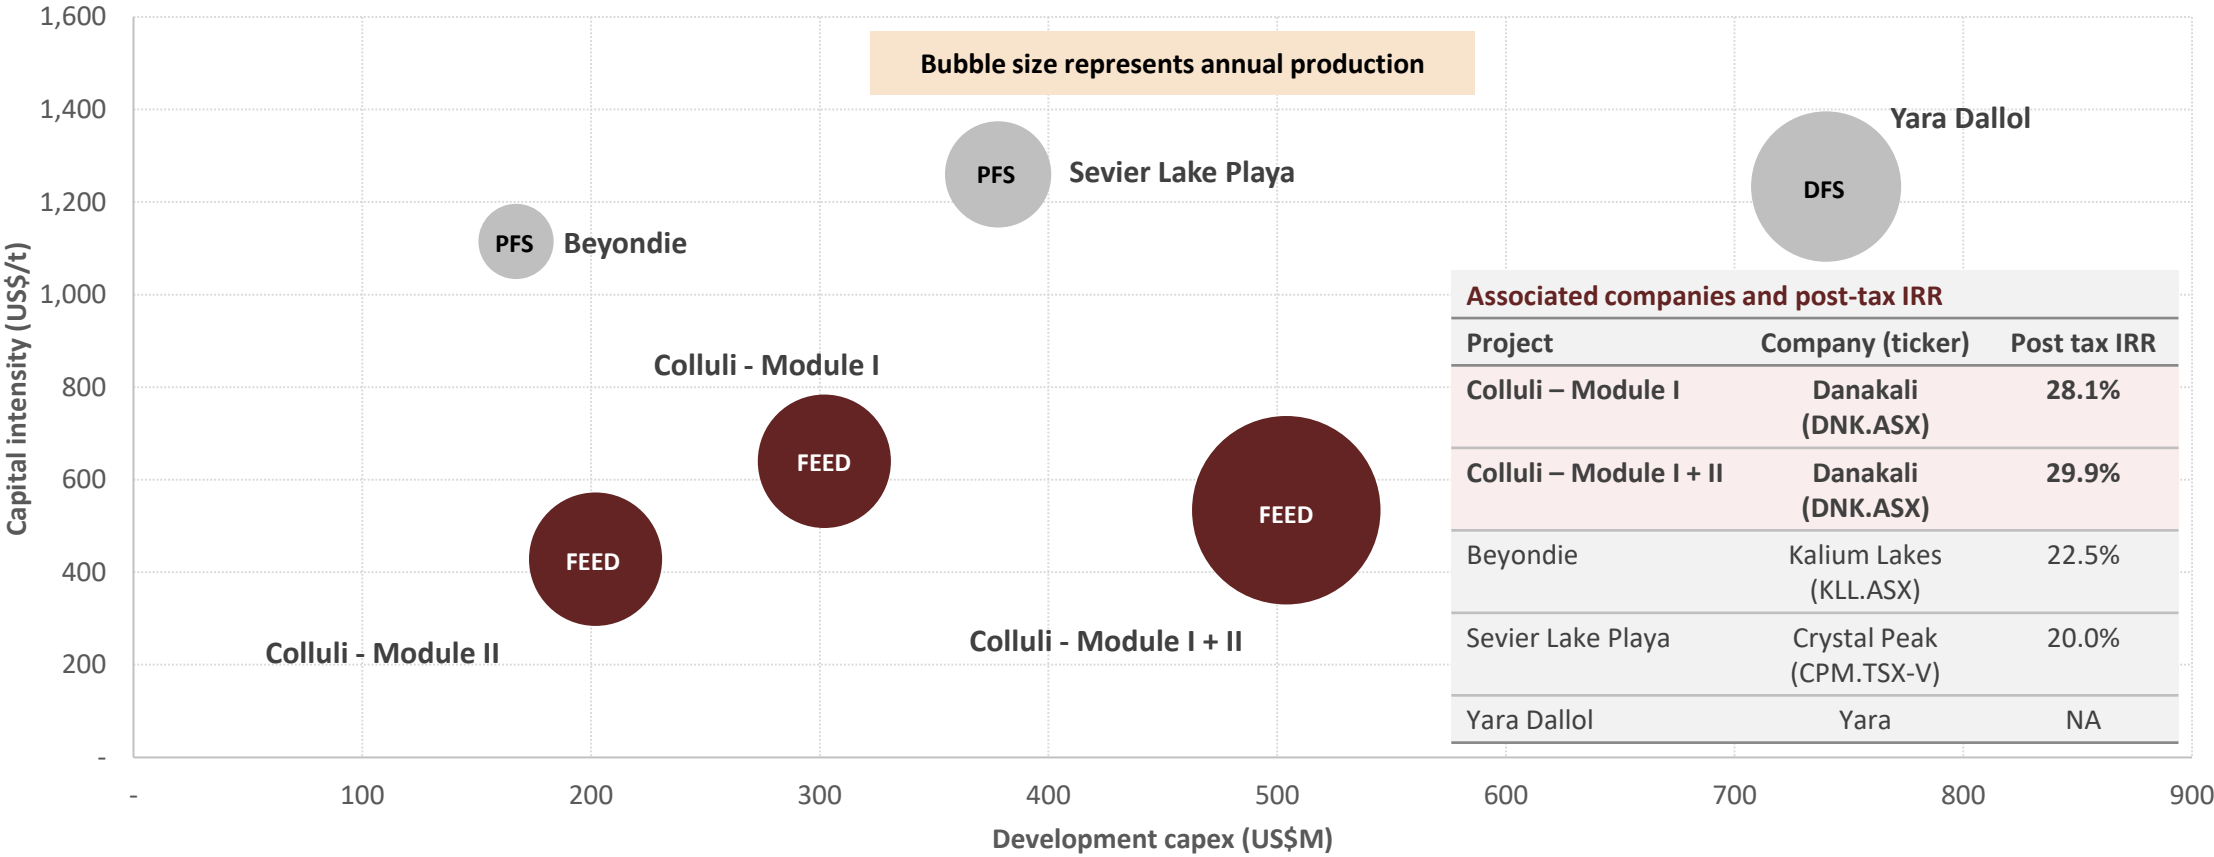 1,600
1,400
1,200
1,000
800
600
400
200
-
Capital intensity (US$/t)
Bubble size represents annual production
Yara Dallol
DFS
PFS
Sevier Lake Playa
PFS
Beyondie
Colluli - Module I
FEED
FEED
FEED
Colluli - Module II
Colluli - Module I + II
Associated companies and post-tax IRR
Project Company (ticker) Post tax IRR
Colluli – Module I Danakali 28.1%
(DNK.ASX)
Colluli – Module I + II Danakali 29.9%
(DNK.ASX)
Beyondie Kalium Lakes 22.5%
(KLL.ASX)
Sevier Lake Playa Crystal Peak 20.0%
(CPM.TSX-V)
Yara Dallol Yara NA
- 100 200 300 400 500 600 700 800 900
Development capex (US$M)